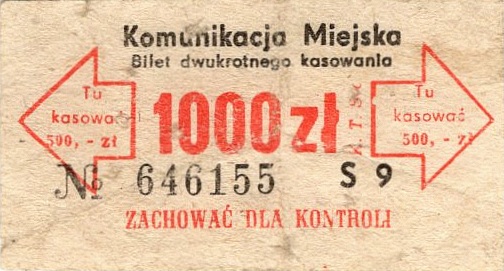 Komunikacja Miejska
Bilet dwukrotnego kasowania
Tu
kasować
500,- zł
1000 zł
Tu
kasować
500,- zł
№ 646155 S 9
ZACHOWAĆ DLA KONTROLI